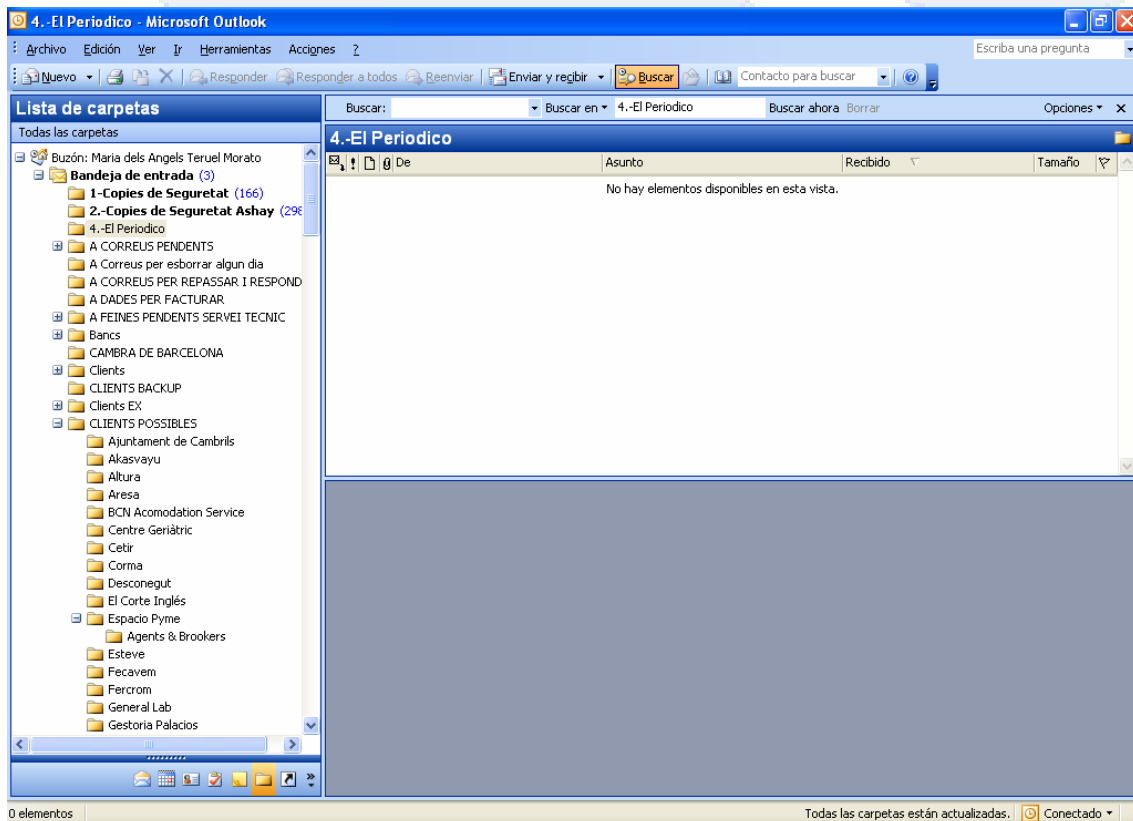 4.-El Periodico - Microsoft Outlook
Archivo Edición Ver Ir Herramientas Acciones ?
Escriba una pregunta
Nuevo Responder Responder a todos Reenviar Enviar y recibir Buscar Contacto para buscar
Lista de carpetas
Buscar: Buscar en 4.-El Periodico Buscar ahora Borrar Opciones
Todas las carpetas
4.-El Periodico
De Asunto Recibido Tamaño
No hay elementos disponibles en esta vista.
Buzón: Maria dels Angels Teruel Morato
Bandeja de entrada (3)
1-Copies de Seguretat (166)
2.-Copies de Seguretat Ashay (298
4.-El Periodico
A CORREUS PENDENTS
A Correus per esborrar algun dia
A CORREUS PER REPASSAR I RESPOND
A DADES PER FACTURAR
A FEINES PENDENTS SERVEI TECNIC
Bancs
CAMBRA DE BARCELONA
Clients
CLIENTS BACKUP
Clients EX
CLIENTS POSSIBLES
Ajuntament de Cambrils
Akasvayu
Altura
Aresa
BCN Acomodation Service
Centre Geriàtric
Cetir
Corma
Desconegut
El Corte Inglés
Espacio Pyme
Agents & Brookers
Esteve
Fecavem
Fercrom
General Lab
Gestoria Palacios
0 elementos
Todas las carpetas están actualizadas. Conectado